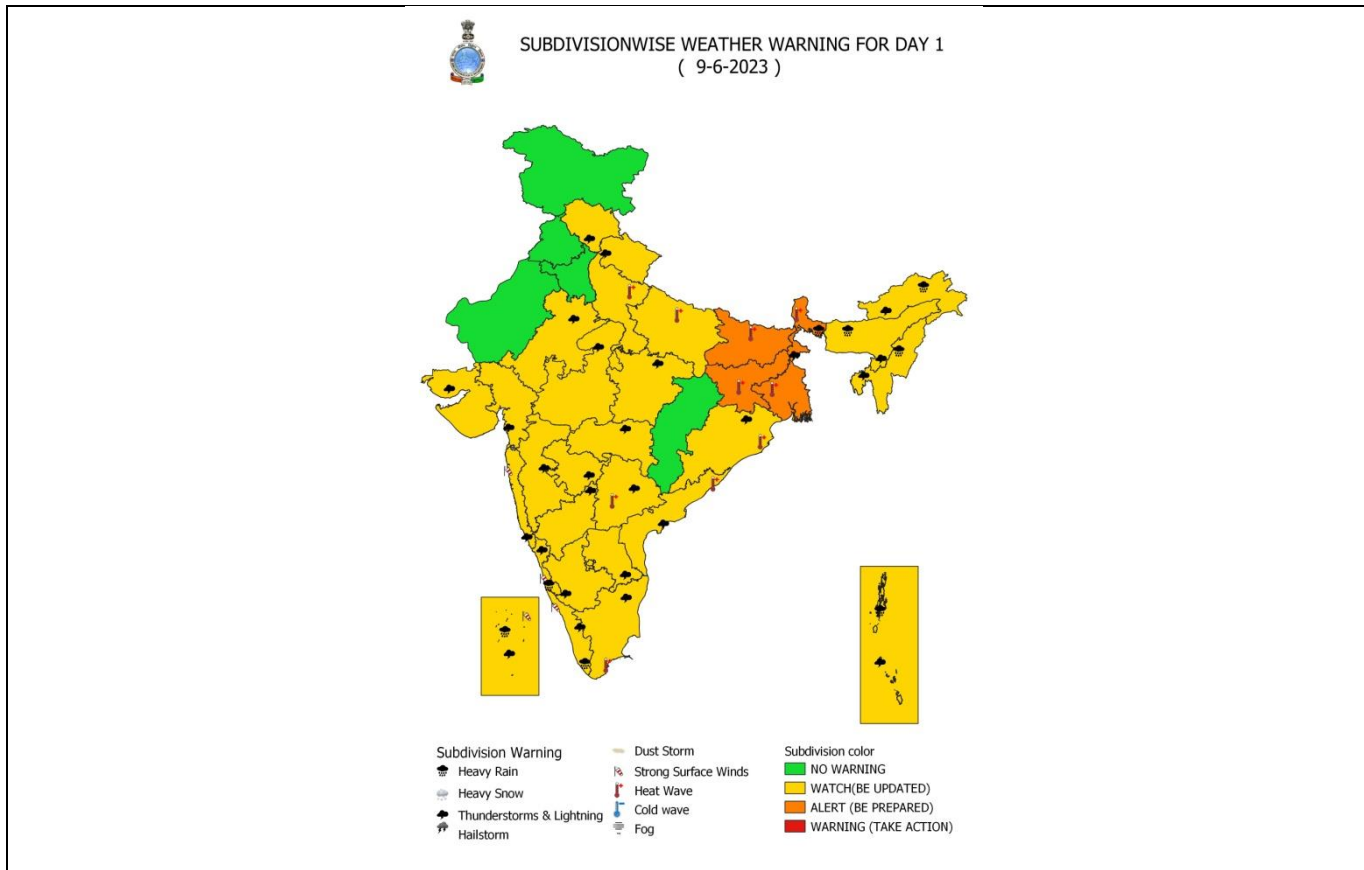 SUBDIVISIONWISE WEATHER WARNING FOR DAY 1
( 9-6-2023 )
Subdivision Warning
Heavy Rain
Heavy Snow
Thunderstorms & Lightning
Hailstorm
Dust Storm
Strong Surface Winds
Heat Wave
Cold wave
Fog
Subdivision color
NO WARNING
WATCH(BE UPDATED)
ALERT (BE PREPARED)
WARNING (TAKE ACTION)